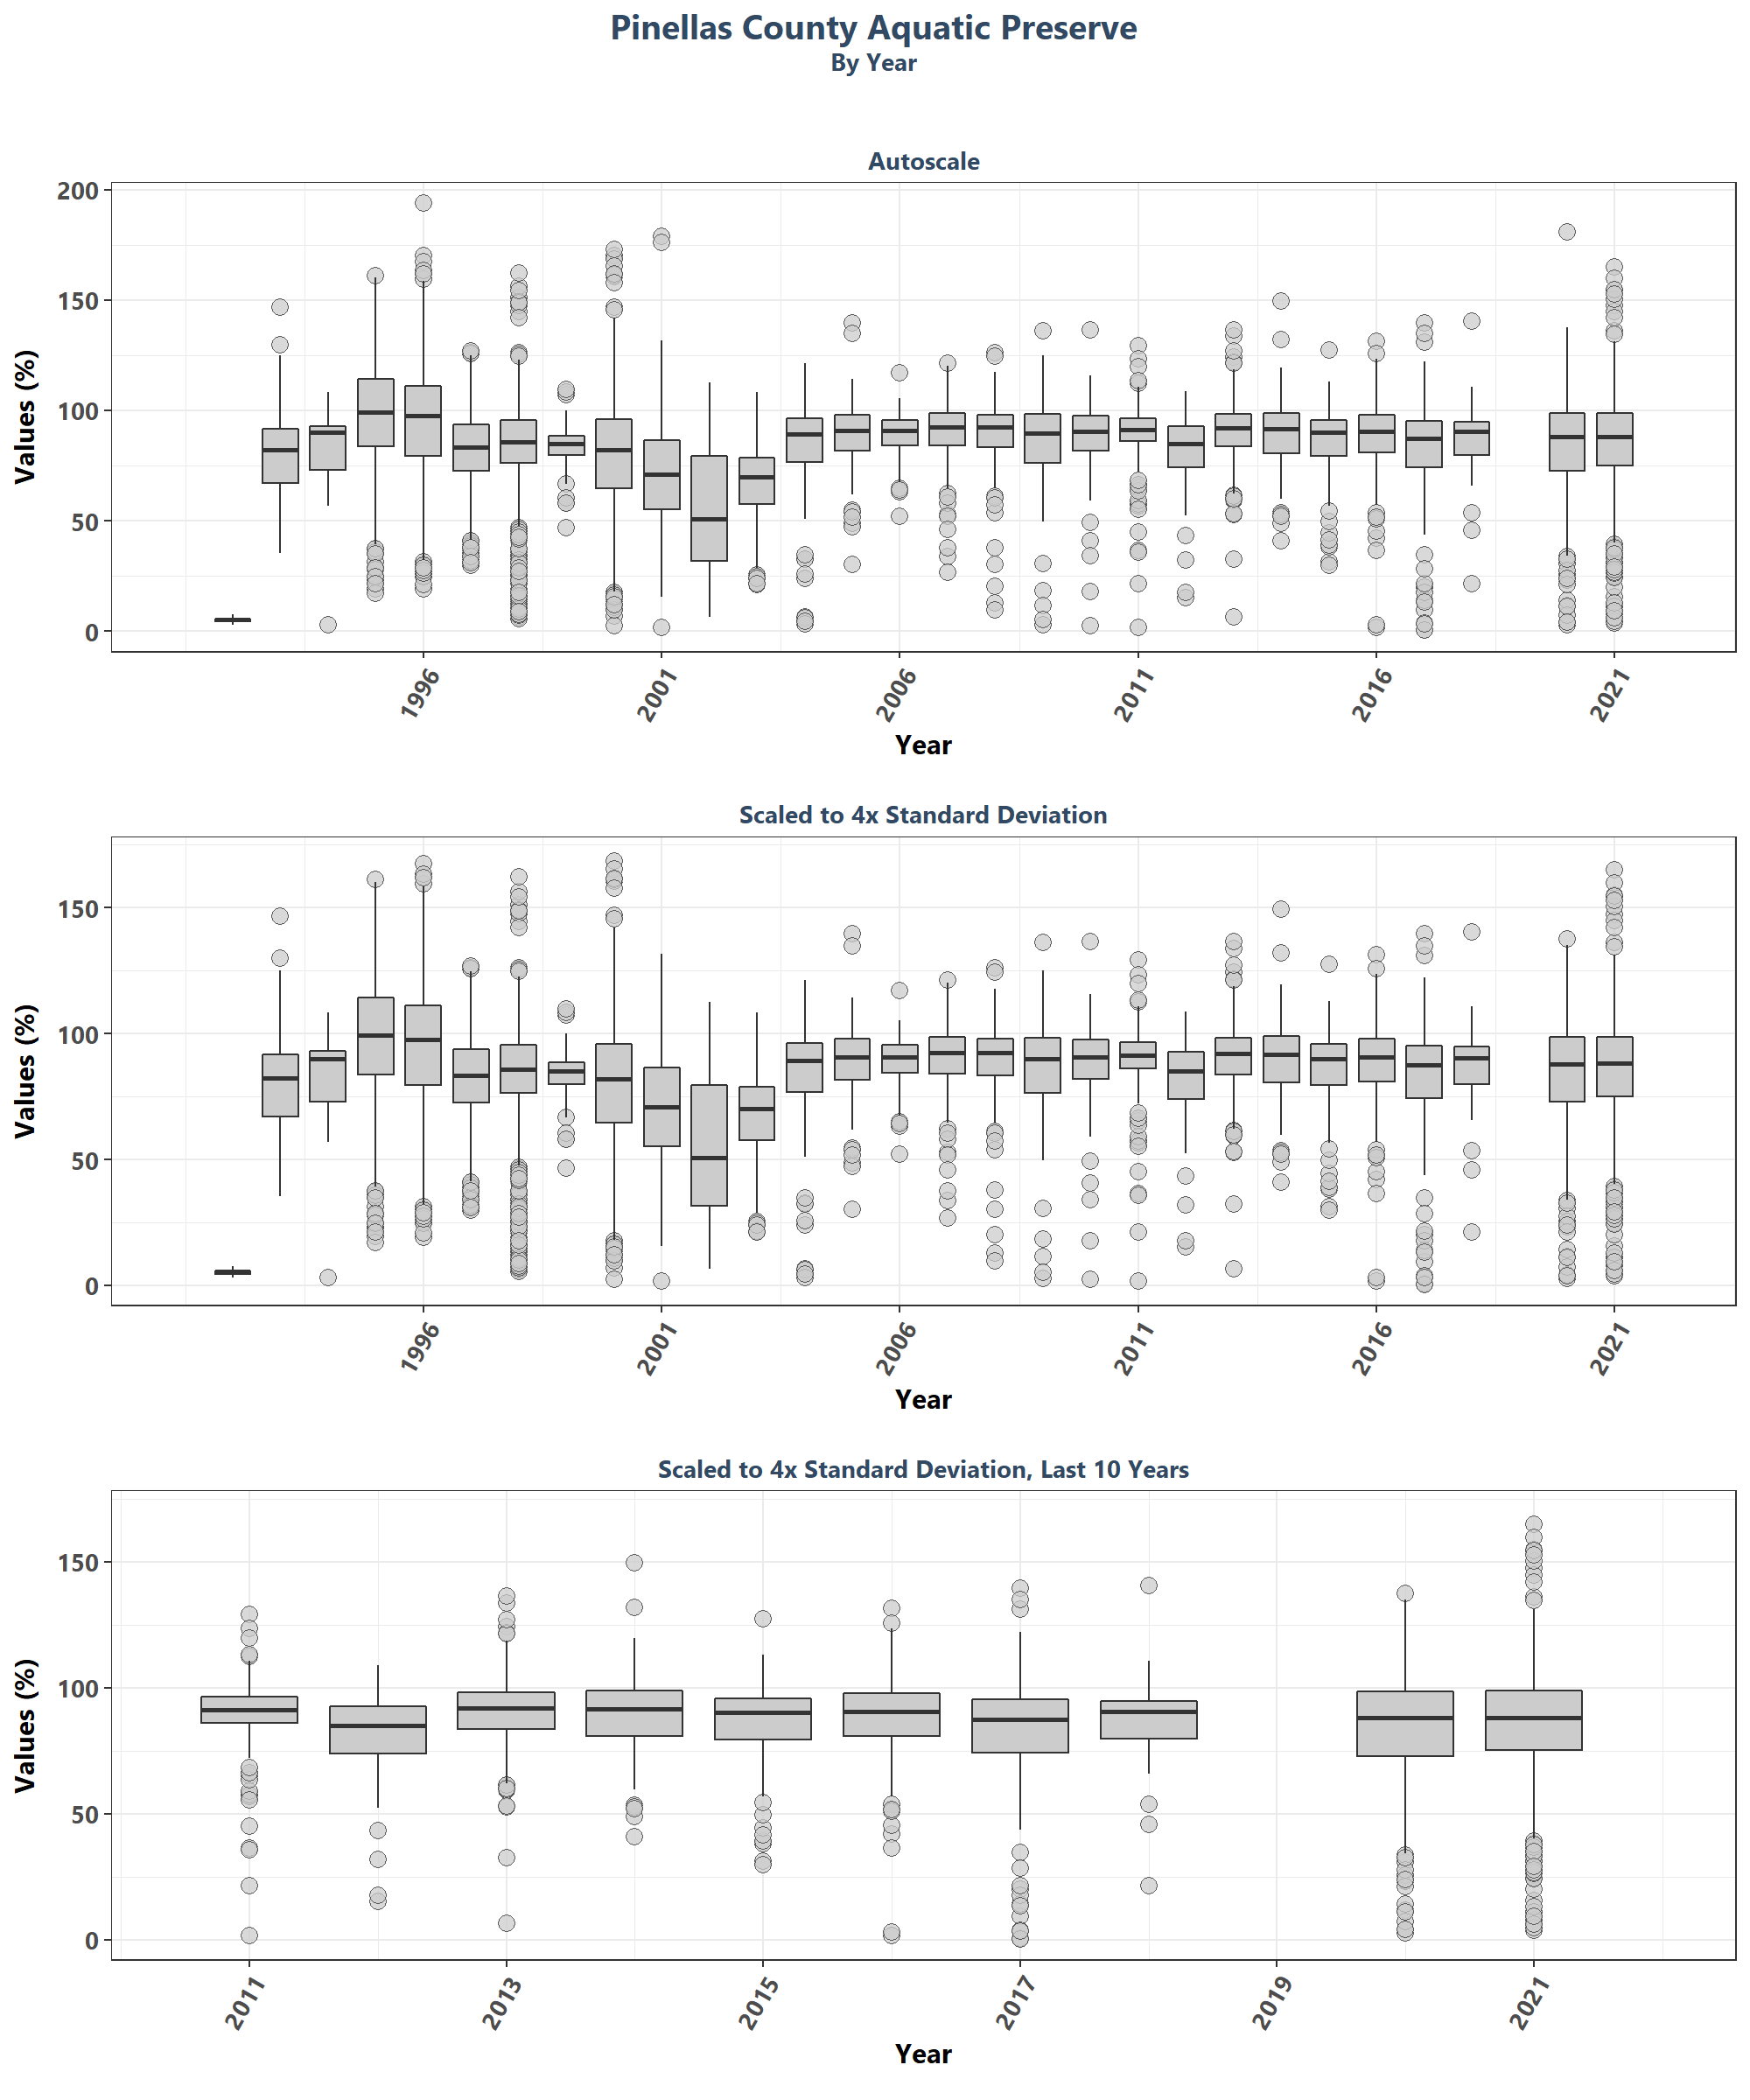 Pinellas County Aquatic Preserve
By Year
Autoscale
Values (%)
200
150
100
50
0
1996 2001 2006 2011 2016 2021
Year
Scaled to 4x Standard Deviation
Values (%)
150
100
50
0
1996 2001 2006 2011 2016 2021
Year
Scaled to 4x Standard Deviation, Last 10 Years
Values (%)
150
100
50
0
2011 2013 2015 2017 2019 2021
Year